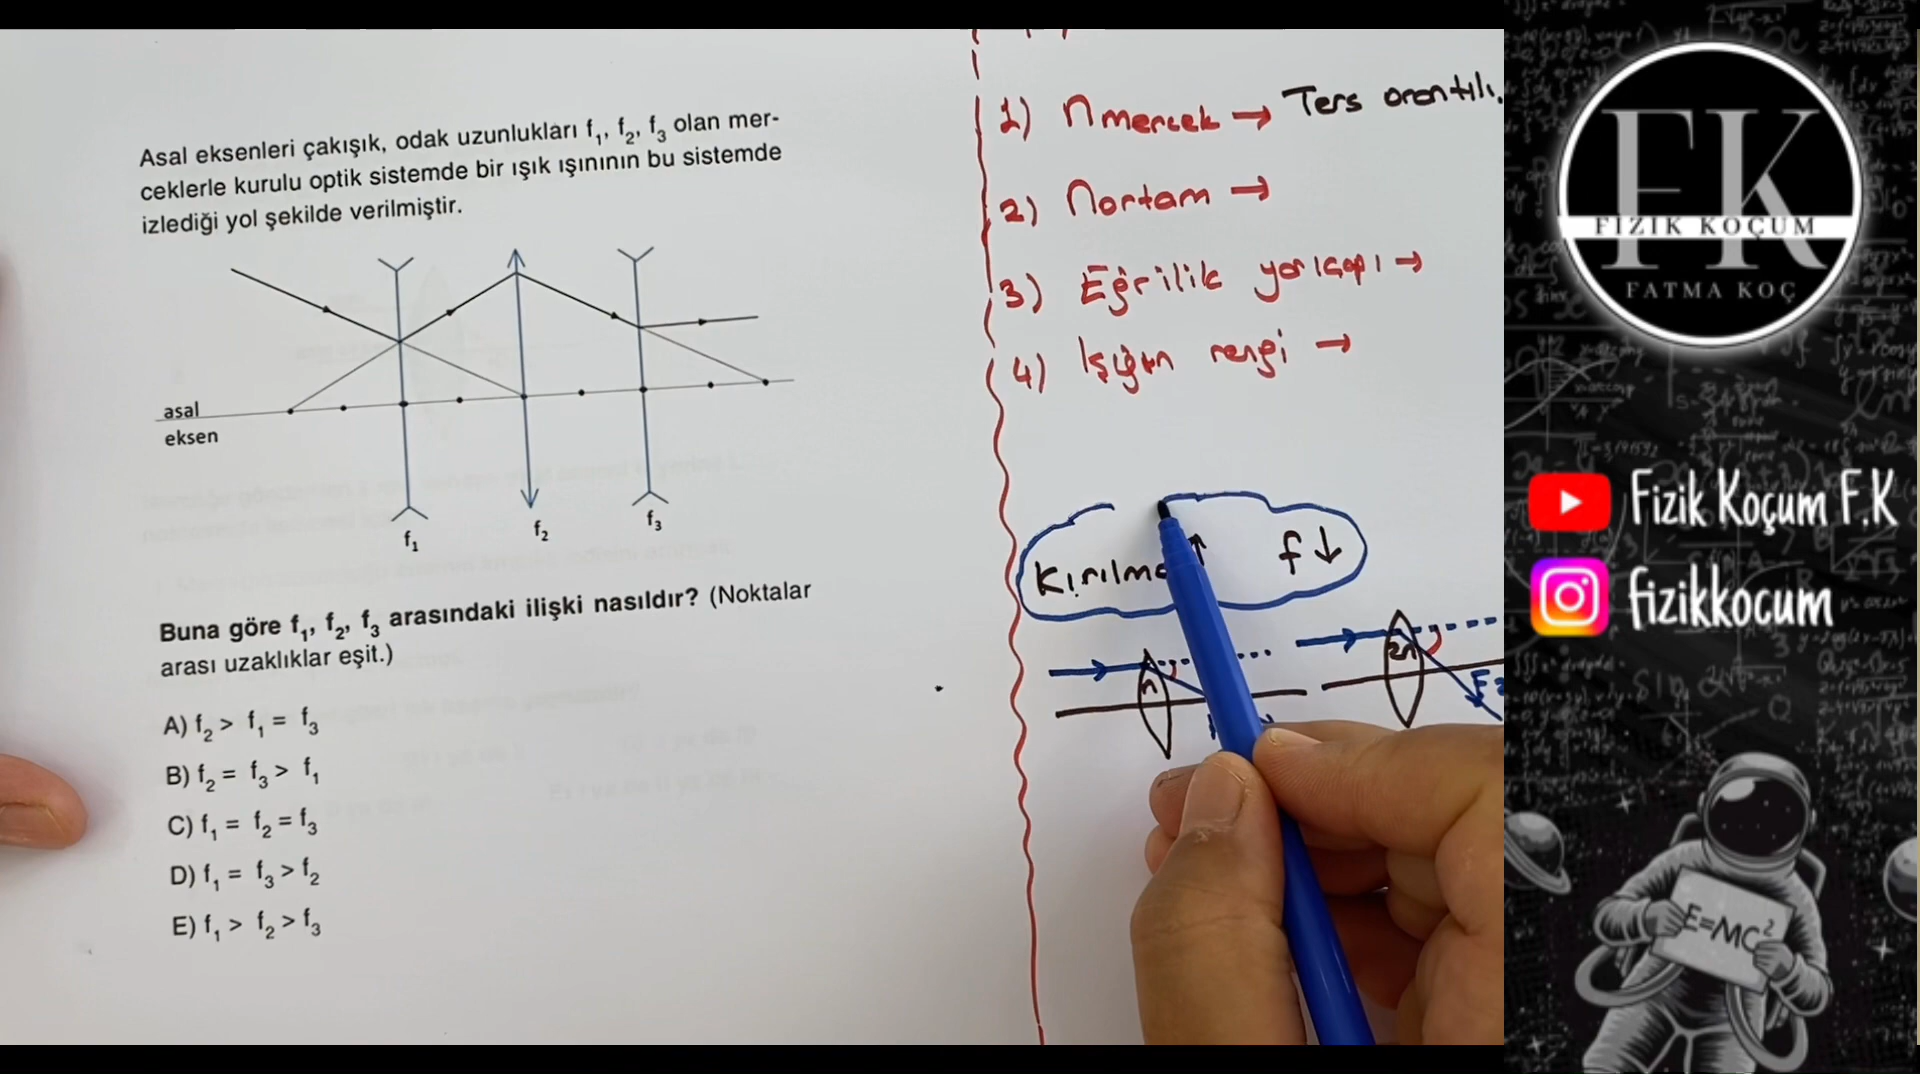 Asal eksenleri çakışık, odak uzunlukları f₁, f₂, f₃ olan mer-
ceklerle kurulu optik sistemde bir ışık ışınının bu sistemde
izlediği yol şekilde verilmiştir.
asal
eksen
f₁
f₂
f₃
Buna göre f₁, f₂, f₃ arasındaki ilişki nasıldır? (Noktalar
arası uzaklıklar eşit.)
A) f₂ > f₁ = f₃
B) f₂ = f₃ > f₁
C) f₁ = f₂ = f₃
D) f₁ = f₃ > f₂
E) f₁ > f₂ > f₃
1) nmercek → Ters orantılı.
2) nortam →
3) Eğrilik yarıçapı →
4) Işığın rengi →
↑ f↓
n
2n
FK
FİZİK KOÇUM
FATMA KOÇ
Fizik Koçum F.K
fizikkocum
E=MC²